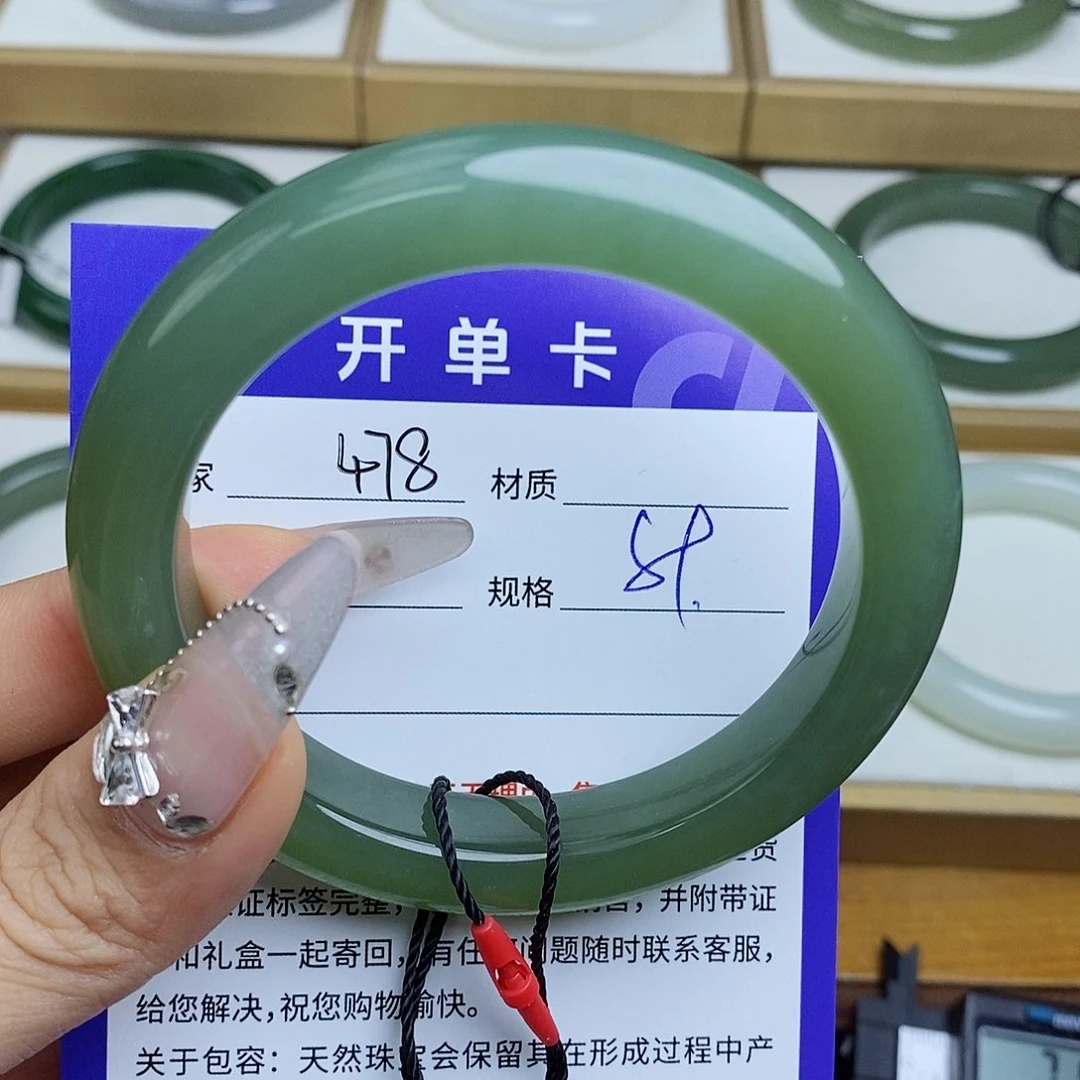 开单卡
家 478 材质
规格 59.
证标签完整,
,并附带证
和礼盒一起寄回,有任 问题随时联系客服,
给您解决,祝您购物愉快。
关于包容:天然珠宝会保留其在形成过程中产